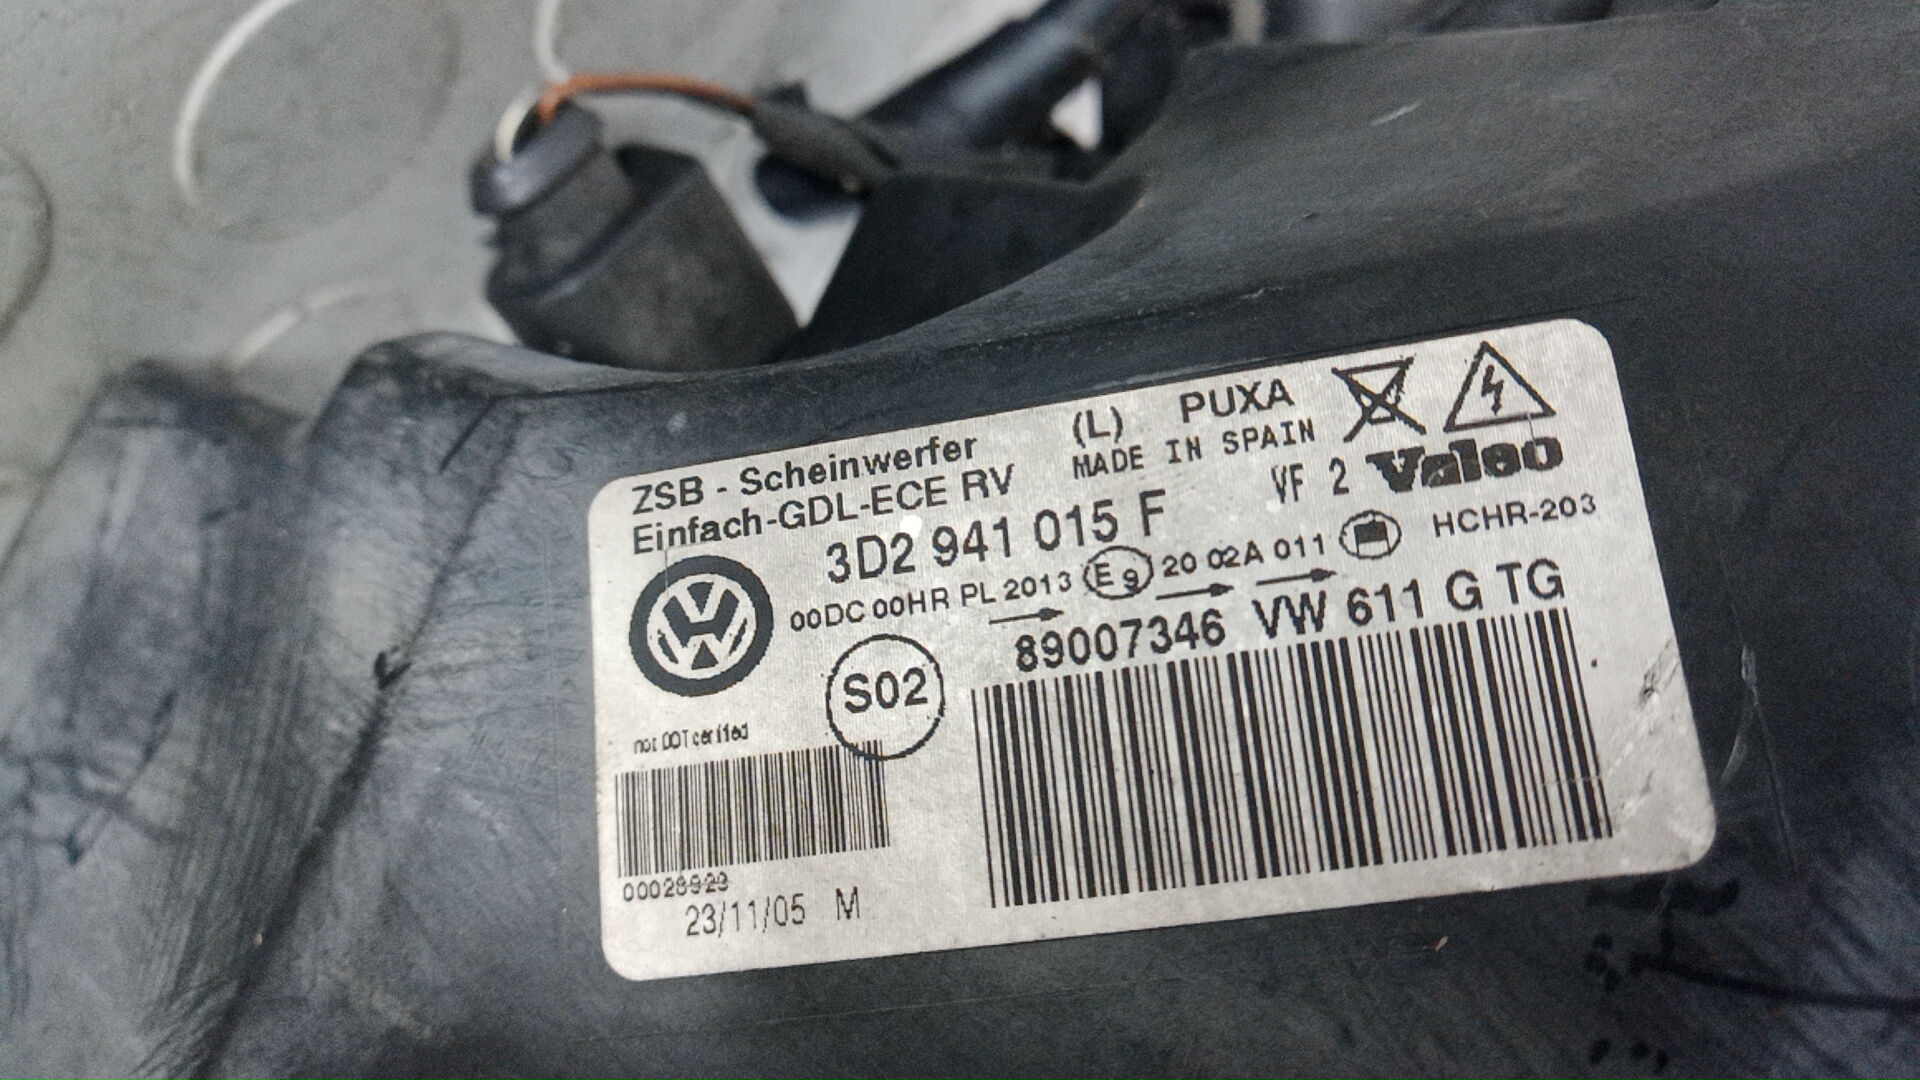 ZSB - Scheinwerfer (L) PUXA
Einfach-GDL-ECE RV MADE IN SPAIN
3D2 941 015 F VF 2 Valeo
00DC 00HR PL 2013 E9 20 02A 011 HCHR-203
89007346 VW 611 G TG
S02
not DOT certified
00028923
23/11/05 M